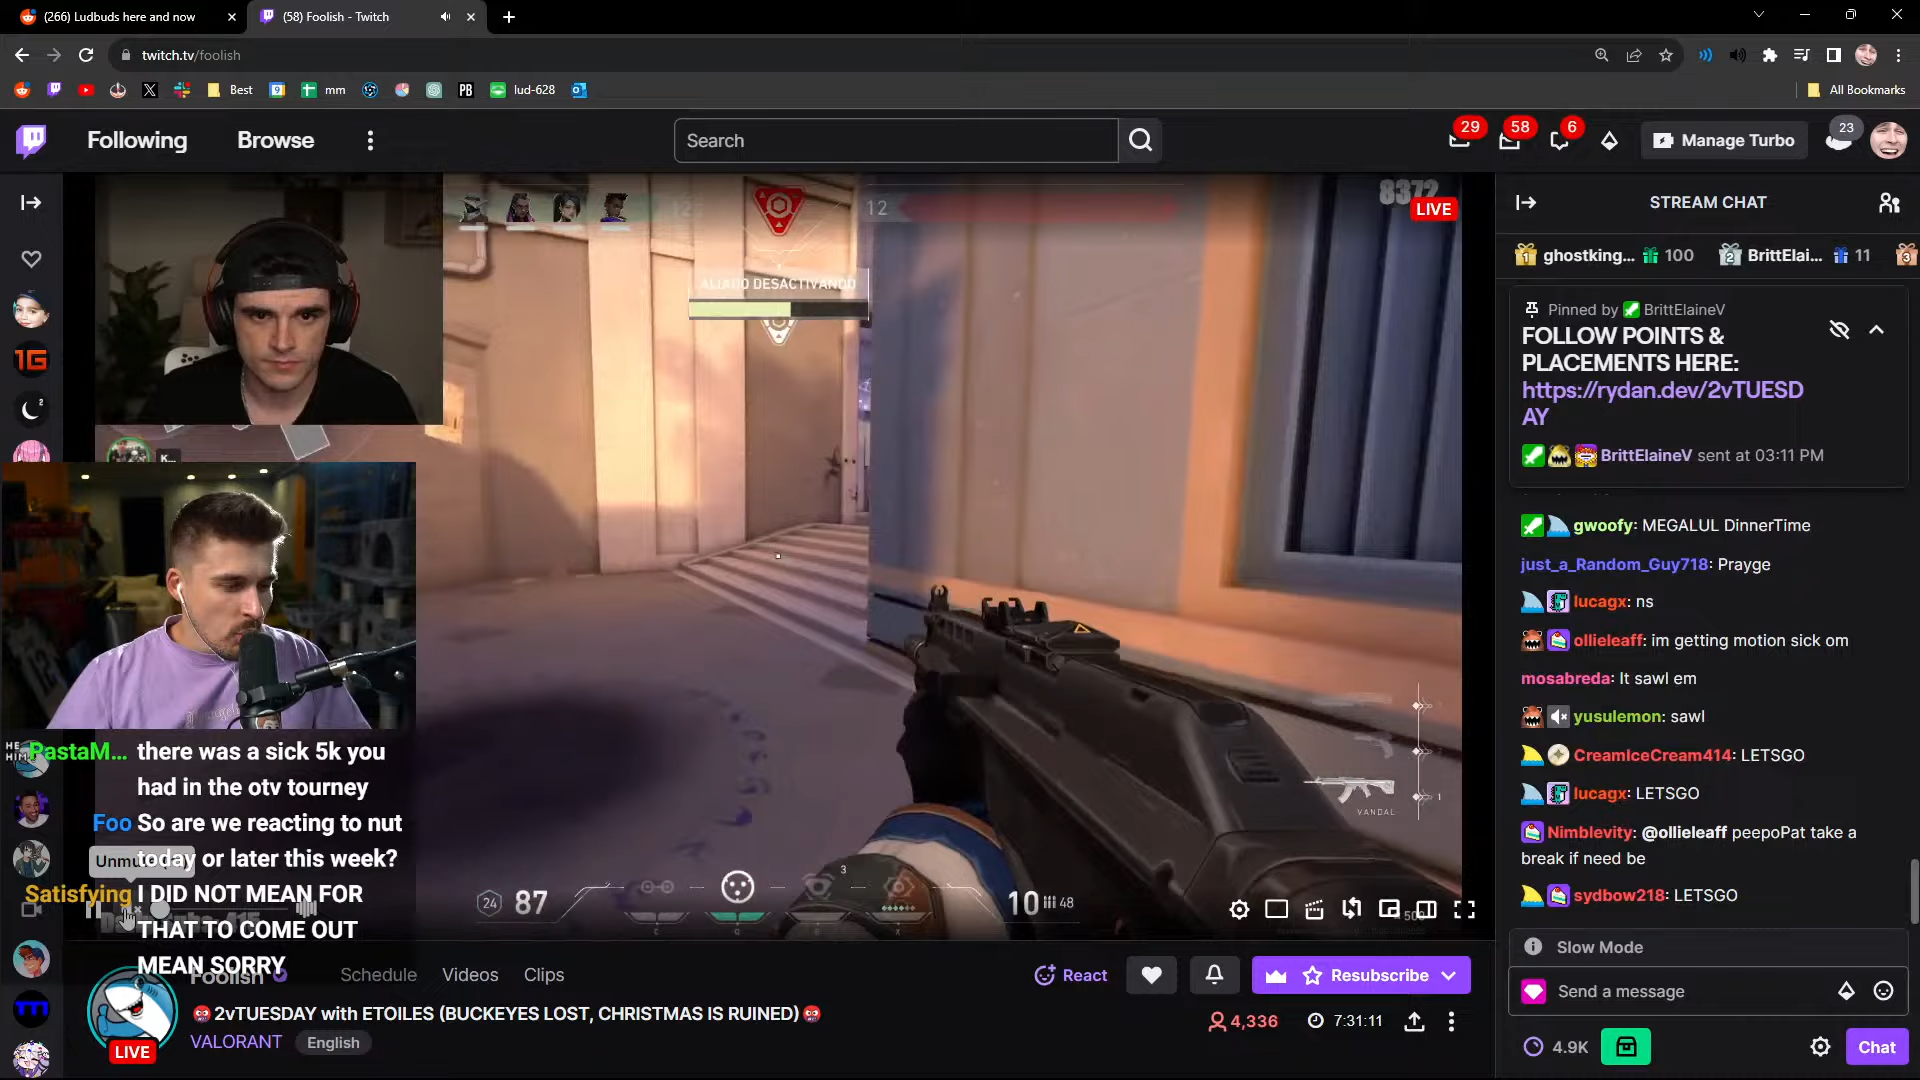 (266) Ludbuds here and now
(58) Foolish - Twitch
twitch.tv/foolish
Best
mm
PB
lud-628
All Bookmarks
Following
Browse
Search
29
58
6
Manage Turbo
23
12
12
8372
LIVE
ALIADO DESACTIVANDO
K...
1G
2
HE
HIM
PastaM... there was a sick 5k you
had in the otv tourney
Foo So are we reacting to nut
today or later this week?
Satisfying I DID NOT MEAN FOR
THAT TO COME OUT
MEAN SORRY
24
87
3
C
Q
E
X
10
48
VANDAL
1
Foolish
Schedule
Videos
Clips
React
Resubscribe
2vTUESDAY with ETOILES (BUCKEYES LOST, CHRISTMAS IS RUINED)
VALORANT
English
LIVE
4,336
7:31:11
STREAM CHAT
1 ghostking... 100
2 BrittElai... 11
3
Pinned by BrittElaineV
FOLLOW POINTS &
PLACEMENTS HERE:
https://rydan.dev/2vTUESD
AY
BrittElaineV sent at 03:11 PM
gwoofy: MEGALUL DinnerTime
just_a_Random_Guy718: Prayge
lucagx: ns
ollieleaff: im getting motion sick om
mosabreda: It sawl em
yusulemon: sawl
CreamIceCream414: LETSGO
lucagx: LETSGO
Nimblevity: @ollieleaff peepoPat take a
break if need be
sydbow218: LETSGO
Slow Mode
Send a message
4.9K
Chat